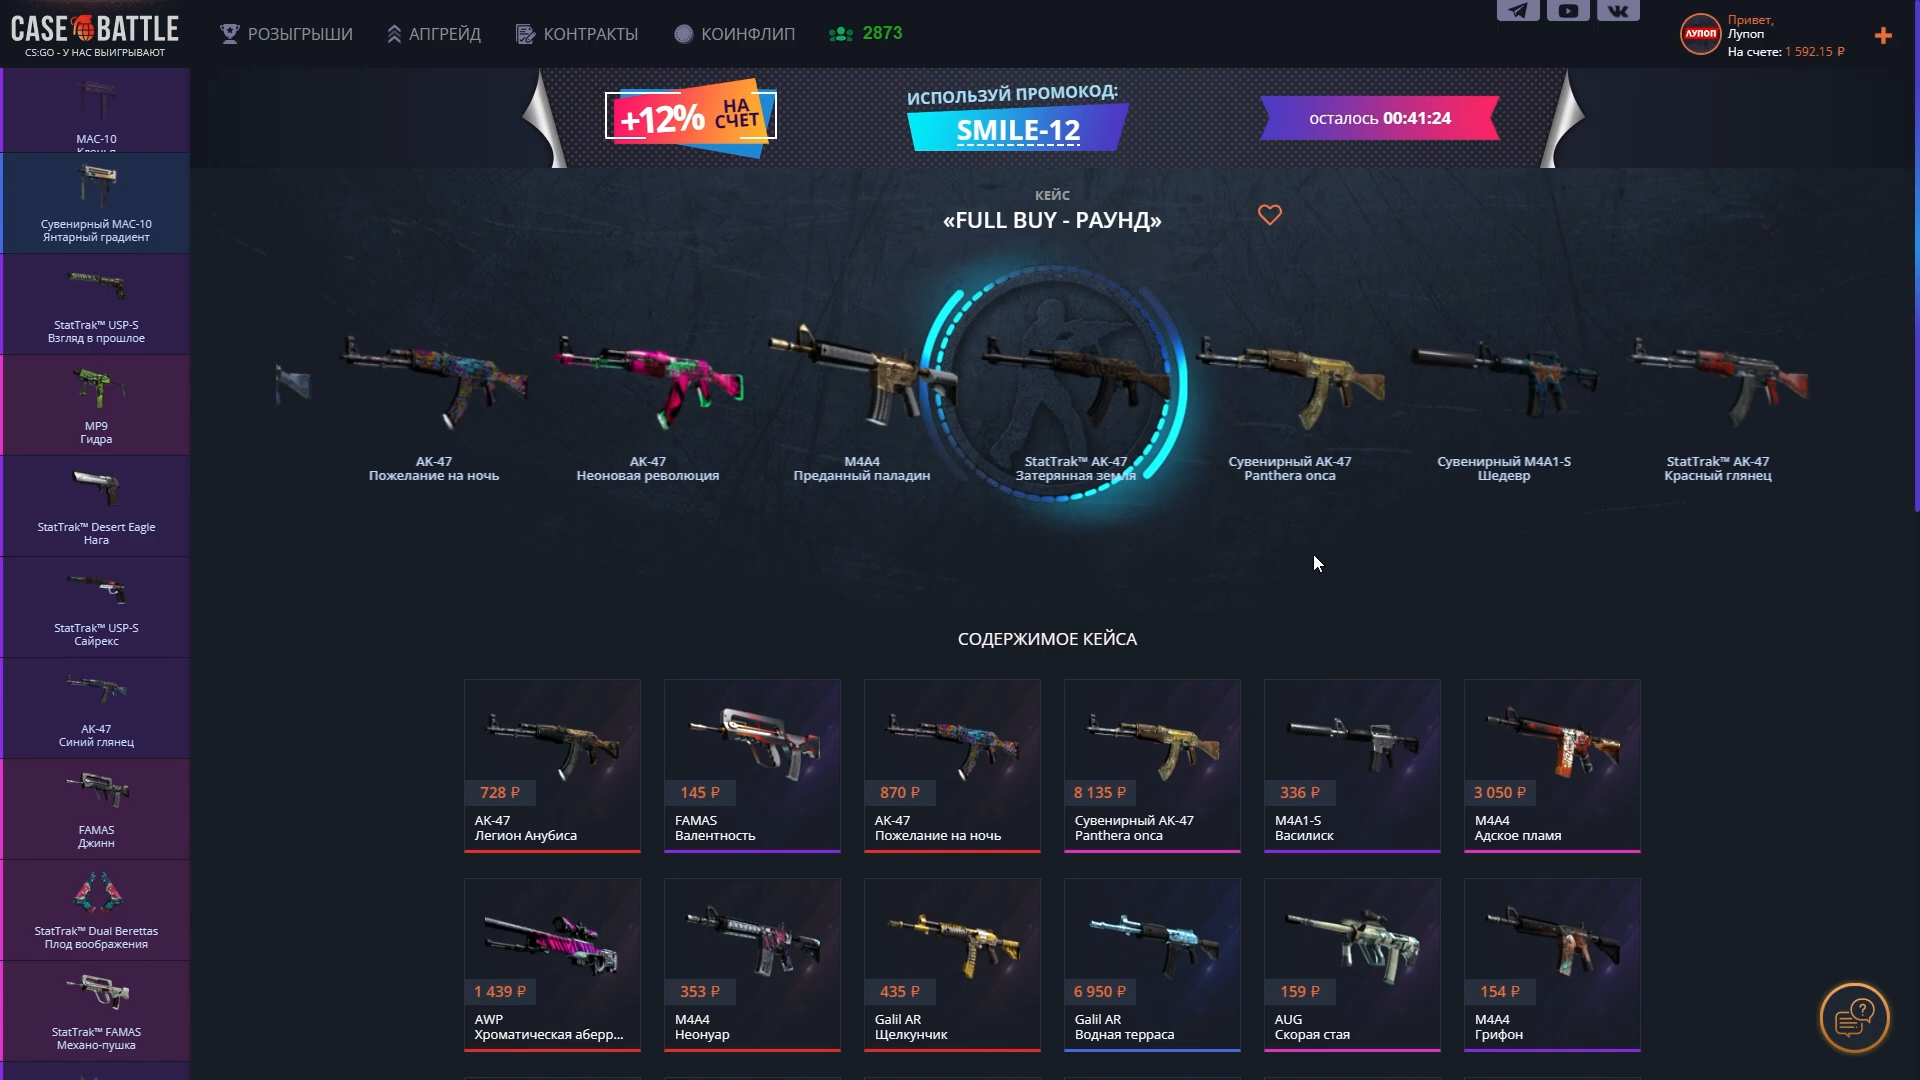 CASE BATTLE
CS:GO - У НАС ВЫИГРЫВАЮТ
РОЗЫГРЫШИ
АПГРЕЙД
КОНТРАКТЫ
КОИНФЛИП
2873
ЛУПОП
Привет,
Лупоп
На счете: 1 592.15 ₽
+12% НА СЧЕТ
ИСПОЛЬЗУЙ ПРОМОКОД:
SMILE-12
осталось 00:41:24
MAC-10
Сувенирный MAC-10
Янтарный градиент
StatTrak™ USP-S
Взгляд в прошлое
MP9
Гидра
StatTrak™ Desert Eagle
Нага
StatTrak™ USP-S
Сайрекс
AK-47
Синий глянец
FAMAS
Джинн
StatTrak™ Dual Berettas
Плод воображения
StatTrak™ FAMAS
Механо-пушка
КЕЙС
«FULL BUY - РАУНД»
AK-47
Пожелание на ночь
AK-47
Неоновая революция
M4A4
Преданный паладин
StatTrak™ AK-47
Затерянная земля
Сувенирный AK-47
Panthera onca
Сувенирный M4A1-S
Шедевр
StatTrak™ AK-47
Красный глянец
СОДЕРЖИМОЕ КЕЙСА
728 ₽
AK-47
Легион Анубиса
145 ₽
FAMAS
Валентность
870 ₽
AK-47
Пожелание на ночь
8 135 ₽
Сувенирный AK-47
Panthera onca
336 ₽
M4A1-S
Василиск
3 050 ₽
M4A4
Адское пламя
1 439 ₽
AWP
Хроматическая аберр...
353 ₽
M4A4
Неонуар
435 ₽
Galil AR
Щелкунчик
6 950 ₽
Galil AR
Водная терраса
159 ₽
AUG
Скорая стая
154 ₽
M4A4
Грифон